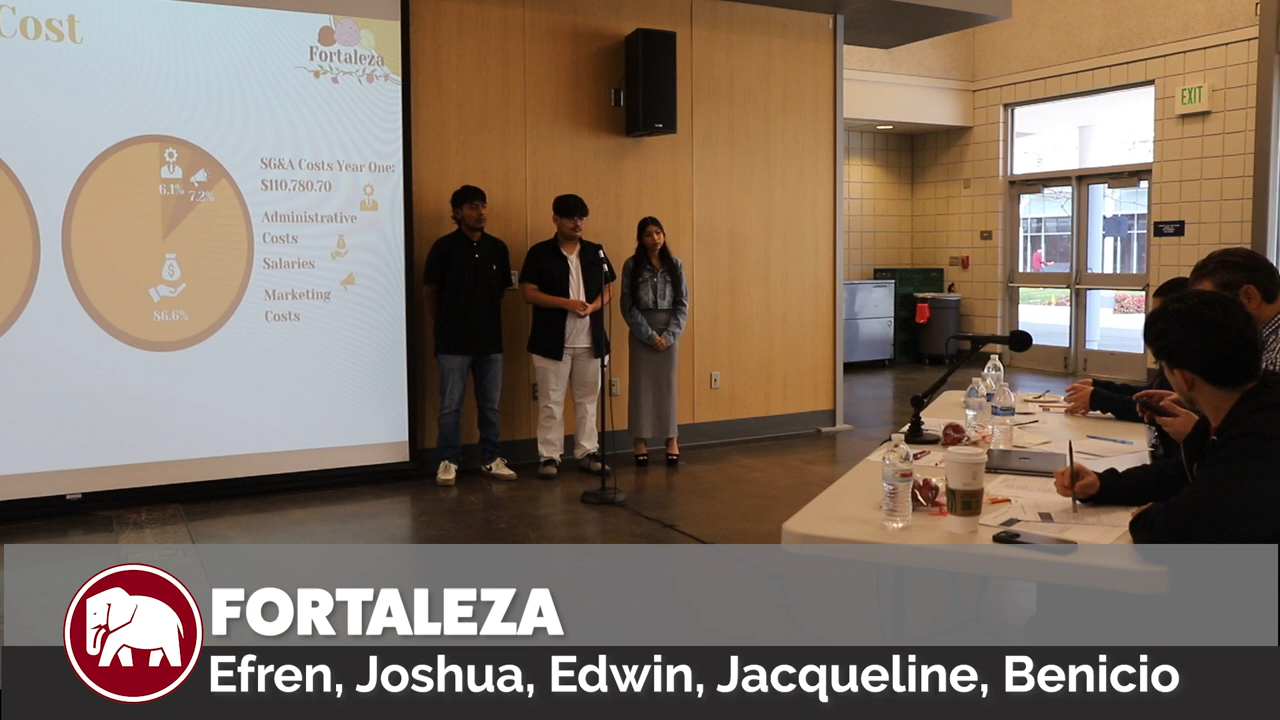 Cost
Fortaleza
SG&A Costs Year One:
$110,780.70
6.1%
7.2%
Administrative
Costs
Salaries
Marketing
Costs
86.6%
EXIT
FORTALEZA
Efren, Joshua, Edwin, Jacqueline, Benicio